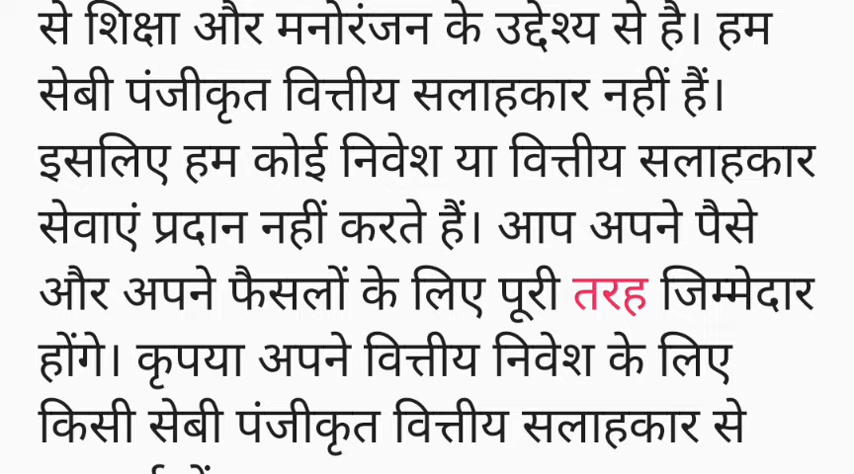 से शिक्षा और मनोरंजन के उद्देश्य से है। हम
सेबी पंजीकृत वित्तीय सलाहकार नहीं हैं।
इसलिए हम कोई निवेश या वित्तीय सलाहकार
सेवाएं प्रदान नहीं करते हैं। आप अपने पैसे
और अपने फैसलों के लिए पूरी तरह जिम्मेदार
होंगे। कृपया अपने वित्तीय निवेश के लिए
किसी सेबी पंजीकृत वित्तीय सलाहकार से